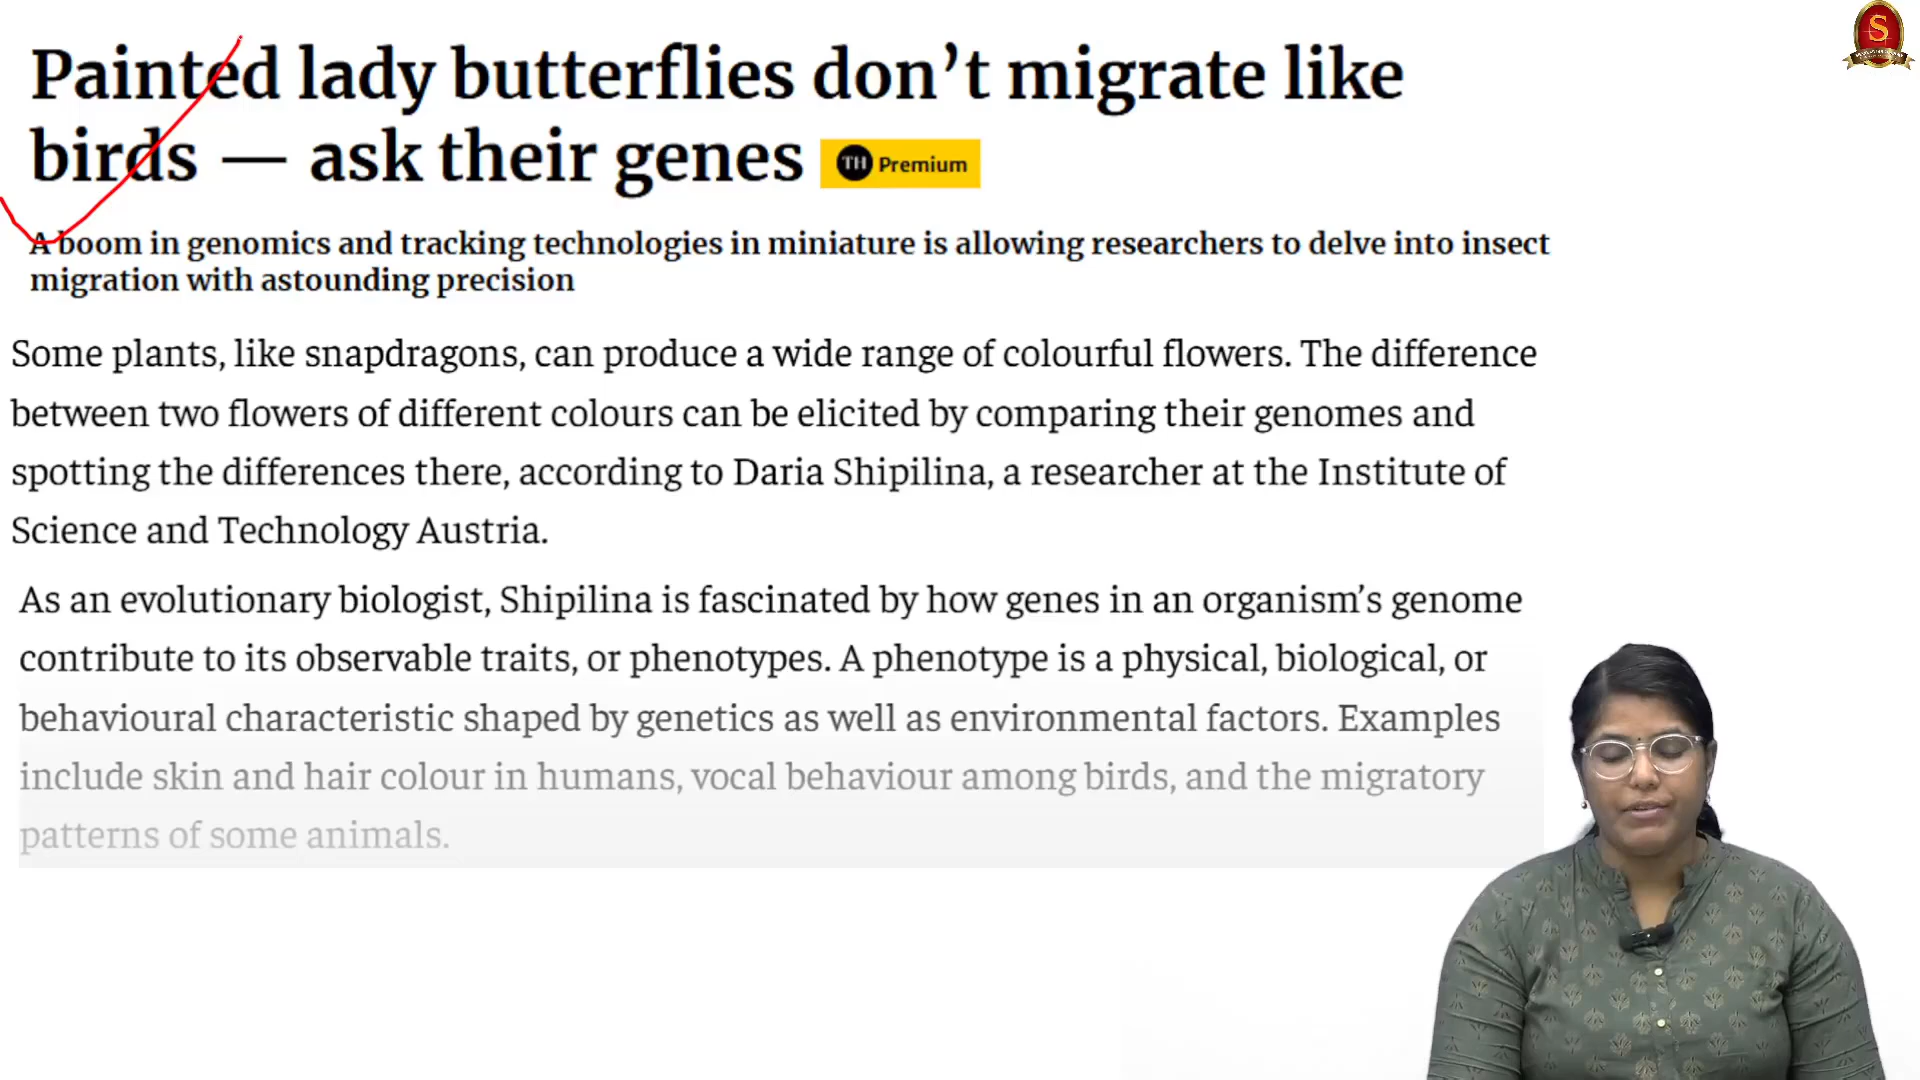 Painted lady butterflies don’t migrate like
birds — ask their genes TH Premium
A boom in genomics and tracking technologies in miniature is allowing researchers to delve into insect
migration with astounding precision
Some plants, like snapdragons, can produce a wide range of colourful flowers. The difference
between two flowers of different colours can be elicited by comparing their genomes and
spotting the differences there, according to Daria Shipilina, a researcher at the Institute of
Science and Technology Austria.
As an evolutionary biologist, Shipilina is fascinated by how genes in an organism’s genome
contribute to its observable traits, or phenotypes. A phenotype is a physical, biological, or
behavioural characteristic shaped by genetics as well as environmental factors. Examples
include skin and hair colour in humans, vocal behaviour among birds, and the migratory
patterns of some animals.
S